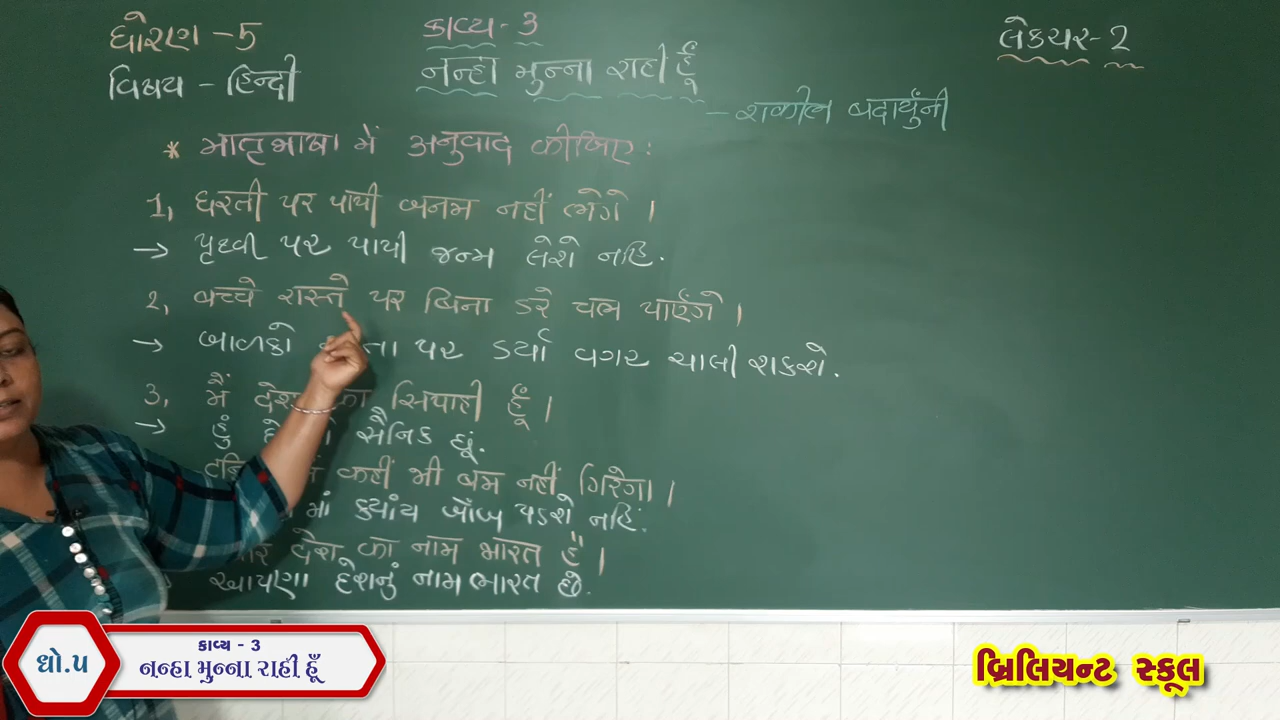 ધોરણ - 5
કાવ્ય - 3
લેક્ચર - 2
વિષય - હિન્દી
नन्हा मुन्ना राही हूँ
- शकील बदायुंनी
* मातृभाषा में अनुवाद कीजिए :
1, धरती पर पापी जनम नहीं लेंगे ।
→ પૃથ્વી પર પાપી જન્મ લેશે નહિ.
2, बच्चे रास्ते पर बिना डरे चल पाएँगे ।
→ બાળકો પર ડર્યા વગર ચાલી શકશે.
3, मैं देश का सिपाही हूँ ।
→ હું સૈનિક છું.
कहीं भी बम नहीं गिरेगा ।
માં ક્યાંય બૉંબ પડશે નહિ.
देश का नाम भारत है ।
આપણા દેશનું નામ ભારત છે.
ધો.૫
કાવ્ય - ૩
નન્હા મુન્ના રાહી હૂઁ
બ્રિલિયન્ટ સ્કૂલ